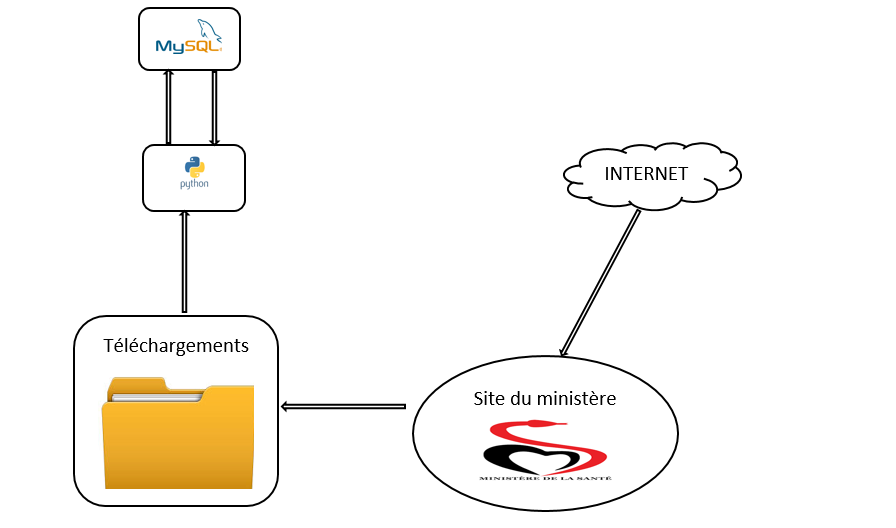 MySQL
python
INTERNET
Téléchargements
Site du ministère
MINISTÈRE DE LA SANTÉ